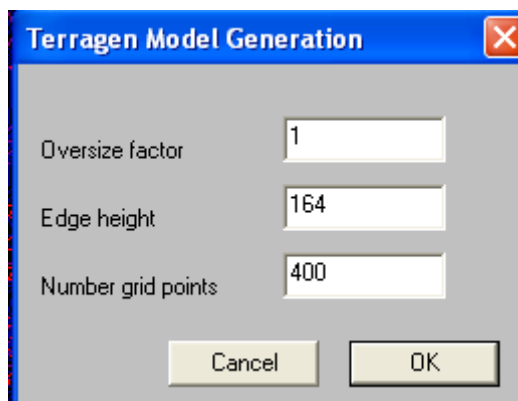 Terragen Model Generation
Oversize factor 1
Edge height 164
Number grid points 400
Cancel OK